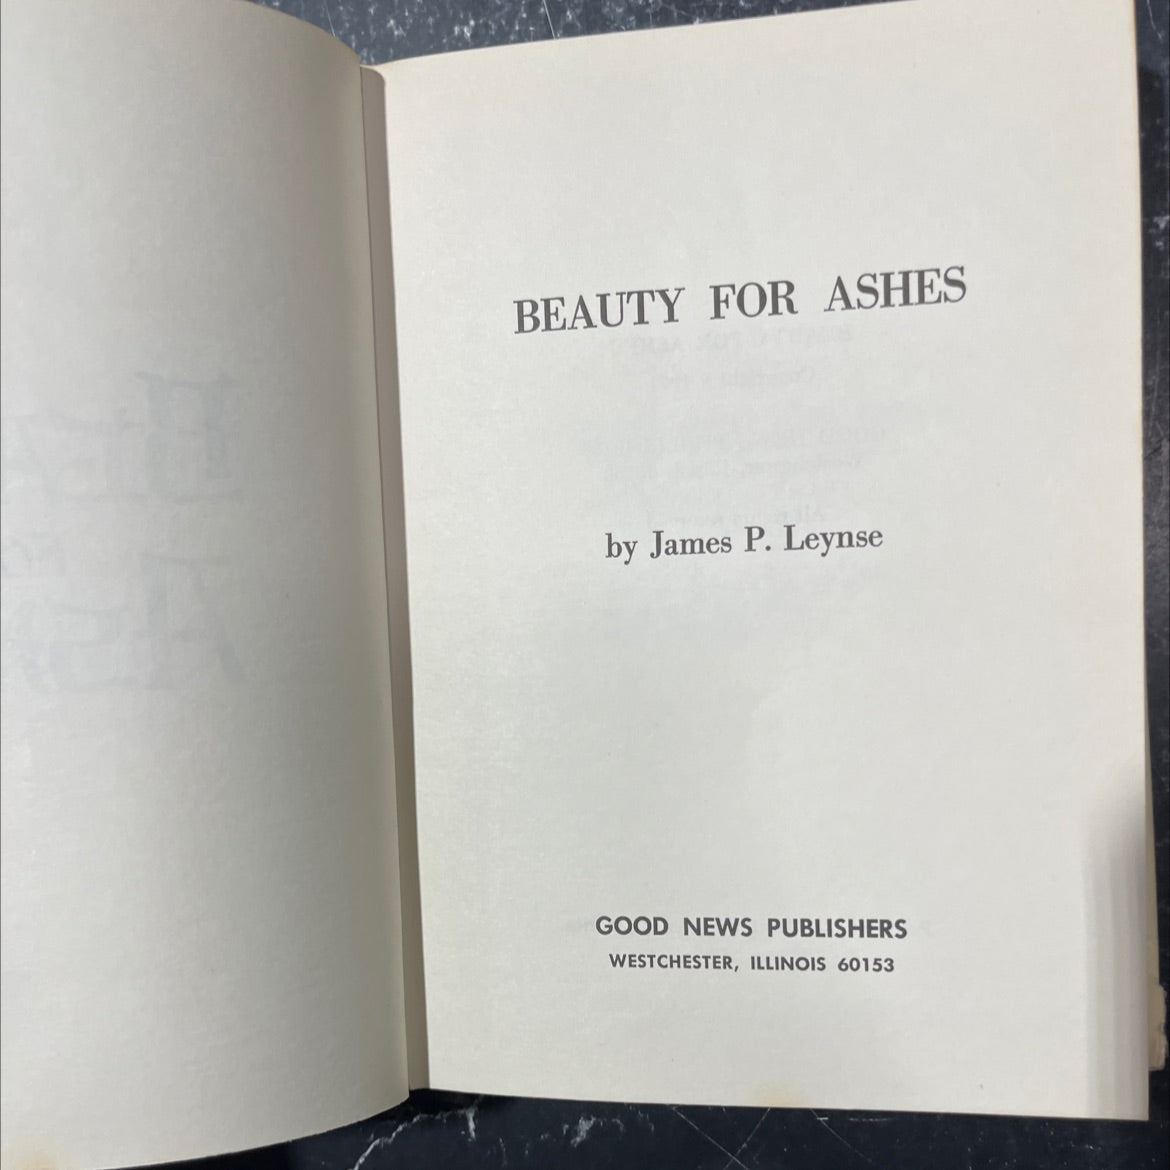 BEAUTY FOR ASHES
by James P. Leynse
GOOD NEWS PUBLISHERS
WESTCHESTER, ILLINOIS 60153